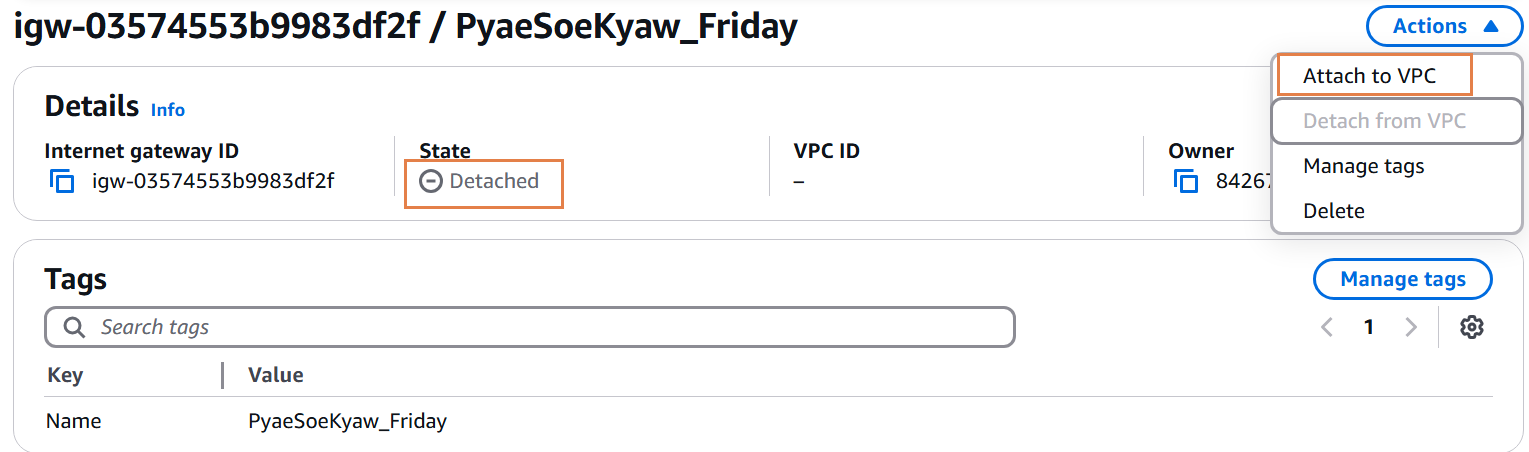 igw-03574553b9983df2f / PyaeSoeKyaw_Friday
Actions
Attach to VPC
Detach from VPC
Manage tags
Delete
Details Info
Internet gateway ID
igw-03574553b9983df2f
State
Detached
VPC ID
–
Owner
84267
Tags
Manage tags
Search tags
1
Key Value
Name PyaeSoeKyaw_Friday